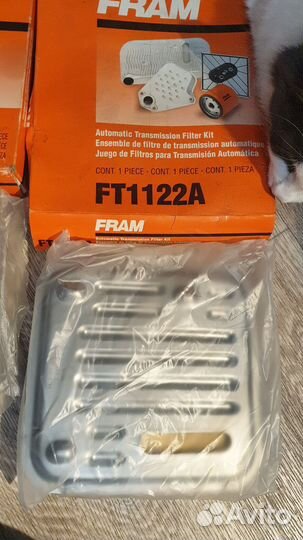 FRAM
Automatic Transmission Filter Kit
Ensemble de filtre de transmission automatique
Juego de Filtros para Transmisión Automática
CONT. 1 PIECE - CONT. 1 PIÈCE - CONT. 1 PIEZA
FT1122A
FRAM
Automatic Transmission Filter Kit
Avito